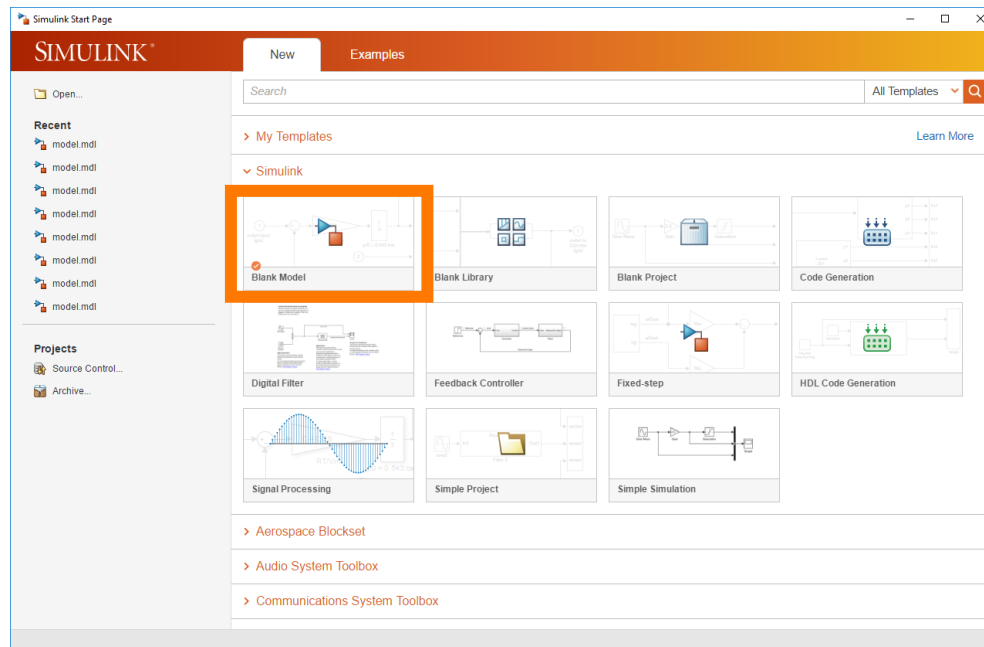 Simulink Start Page
SIMULINK®
New
Examples
Open...
Recent
model.mdl
model.mdl
model.mdl
model.mdl
model.mdl
model.mdl
model.mdl
model.mdl
Projects
Source Control...
Archive...
Search
All Templates
My Templates
Learn More
Simulink
Blank Model
Blank Library
Blank Project
Code Generation
Digital Filter
Feedback Controller
Fixed-step
HDL Code Generation
Signal Processing
Simple Project
Simple Simulation
Aerospace Blockset
Audio System Toolbox
Communications System Toolbox